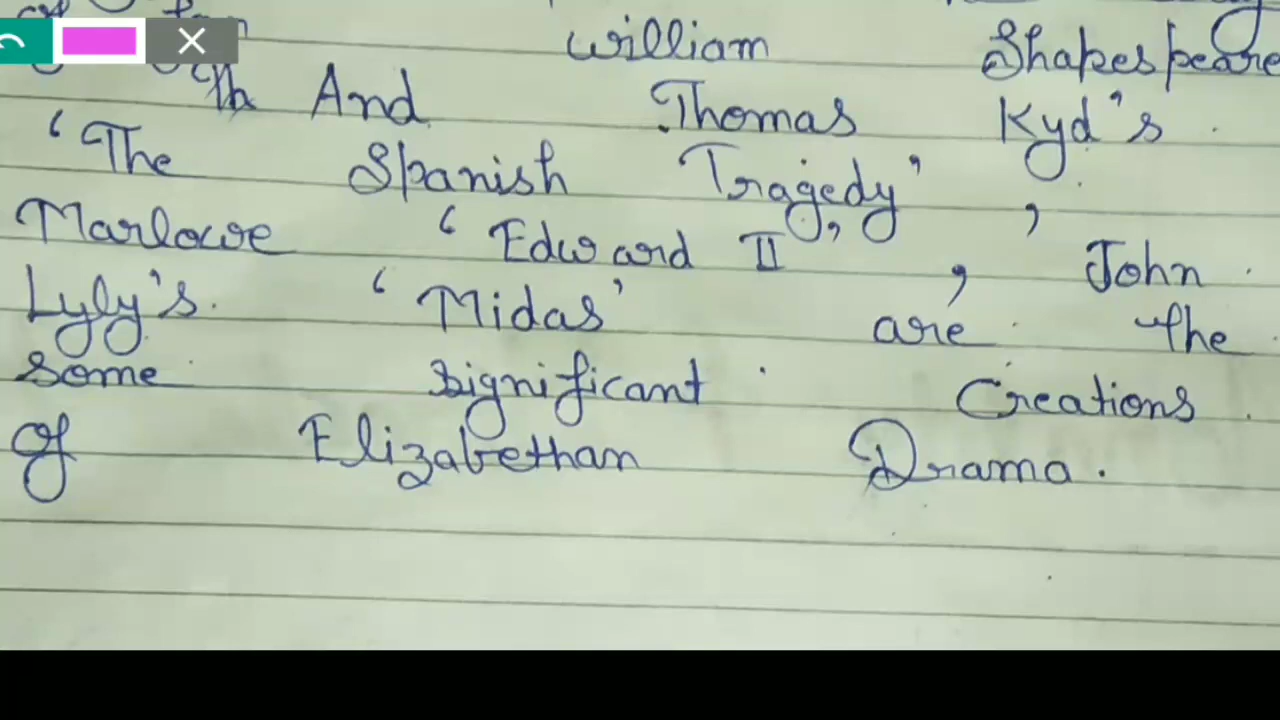 William Shakespeare
And Thomas Kyd's
'The Spanish Tragedy',
Marlowe 'Edward II', John
Lyly's 'Midas' are the
some significant Creations
of Elizabethan Drama.